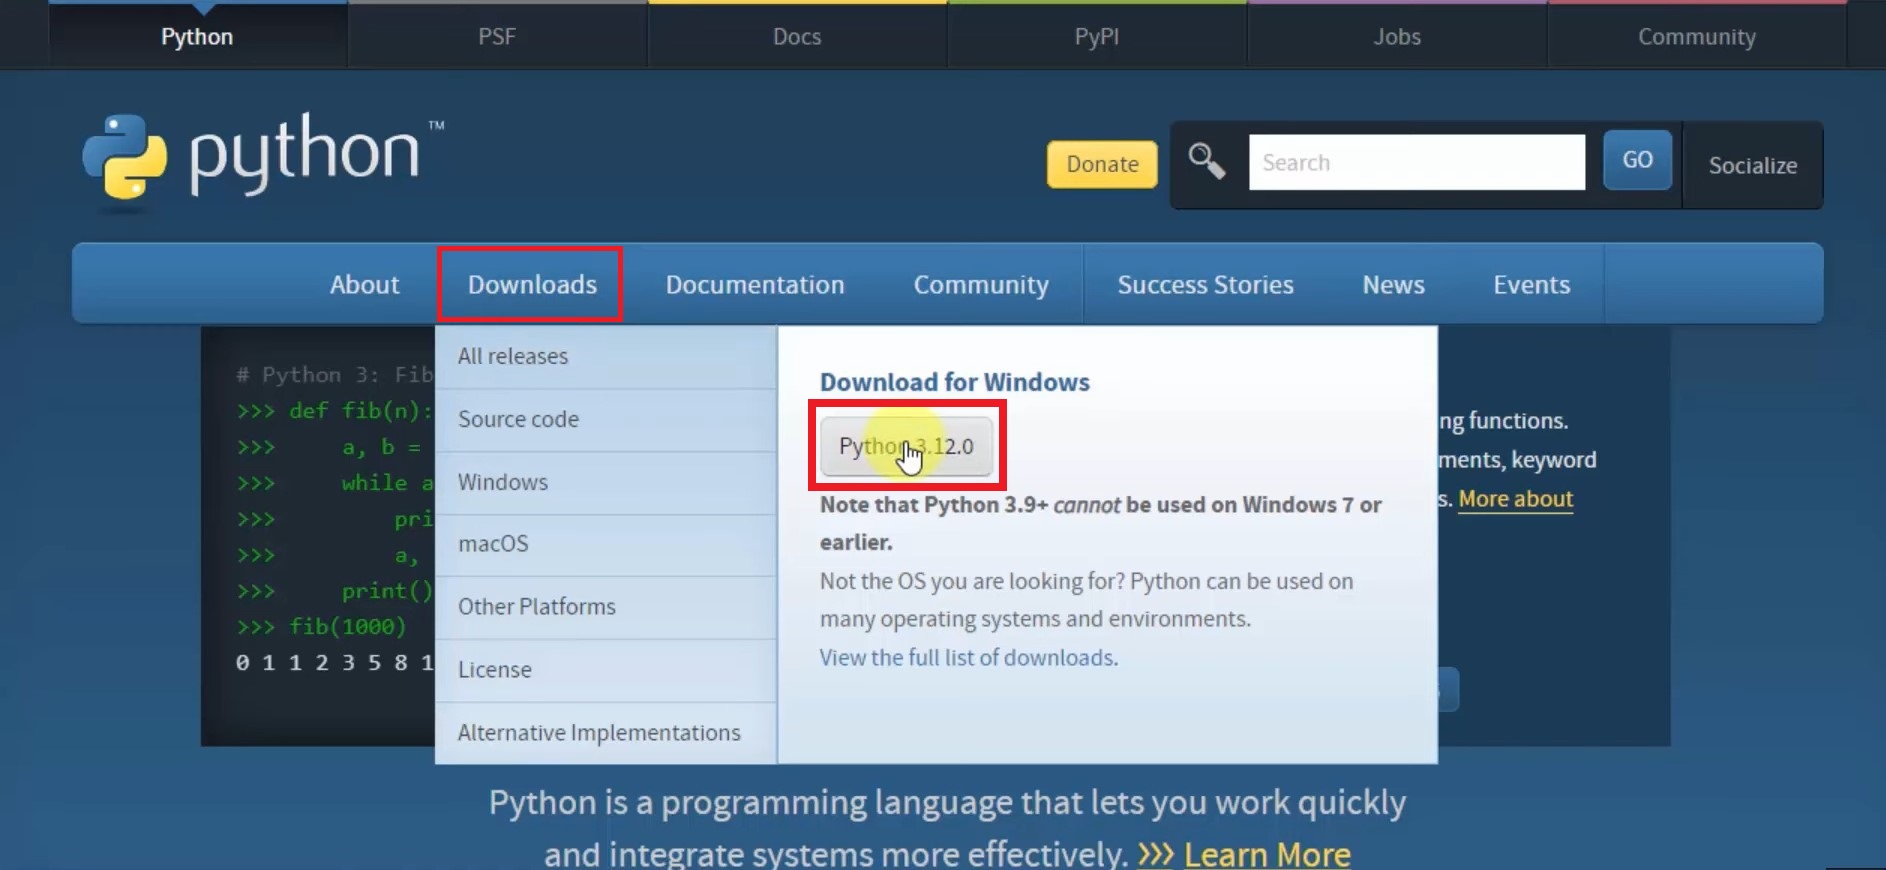 Python PSF Docs PyPI Jobs Community
python™
Donate Search GO Socialize
About Downloads Documentation Community Success Stories News Events
# Python 3: Fib
>>> def fib(n):
>>> a, b =
>>> while a
>>> pri
>>> a,
>>> print()
>>> fib(1000)
0 1 1 2 3 5 8 1
All releases
Source code
Windows
macOS
Other Platforms
License
Alternative Implementations
Download for Windows
Python 3.12.0
Note that Python 3.9+ cannot be used on Windows 7 or
earlier.
Not the OS you are looking for? Python can be used on
many operating systems and environments.
View the full list of downloads.
ng functions.
ments, keyword
s. More about
Python is a programming language that lets you work quickly
and integrate systems more effectively. >>> Learn More